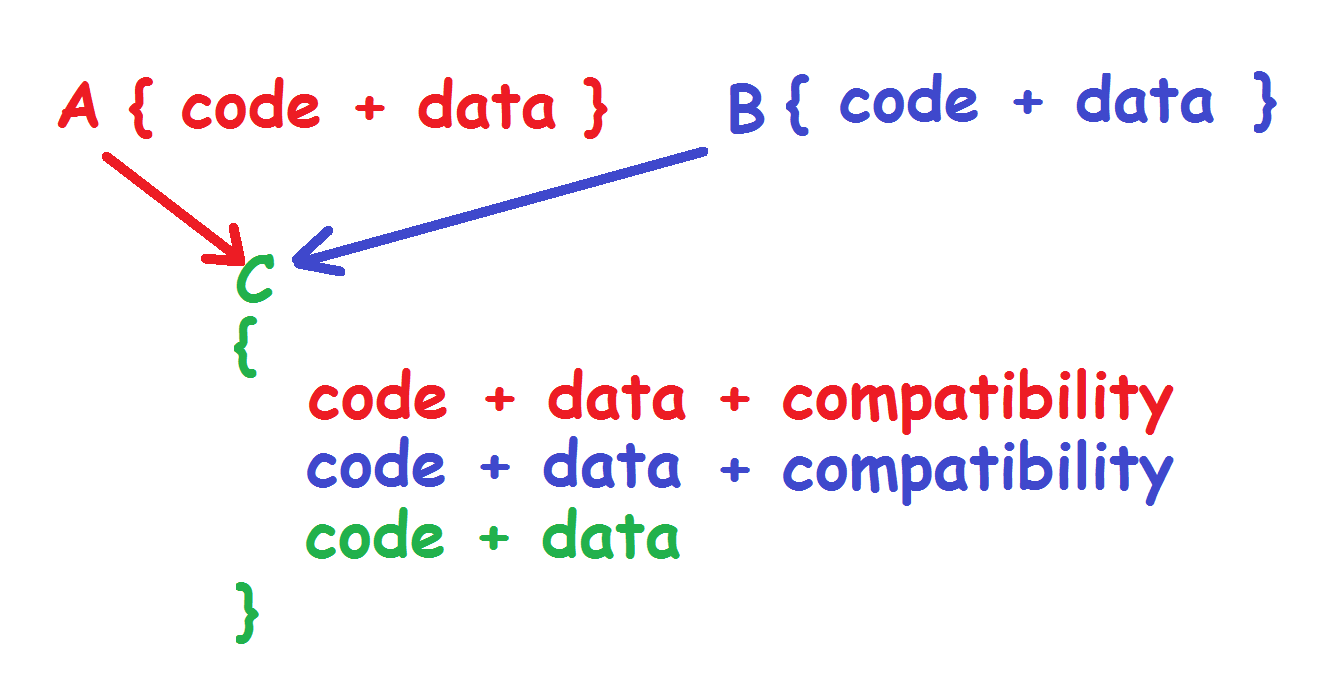 A { code + data } B { code + data }
C
{
code + data + compatibility
code + data + compatibility
code + data
}